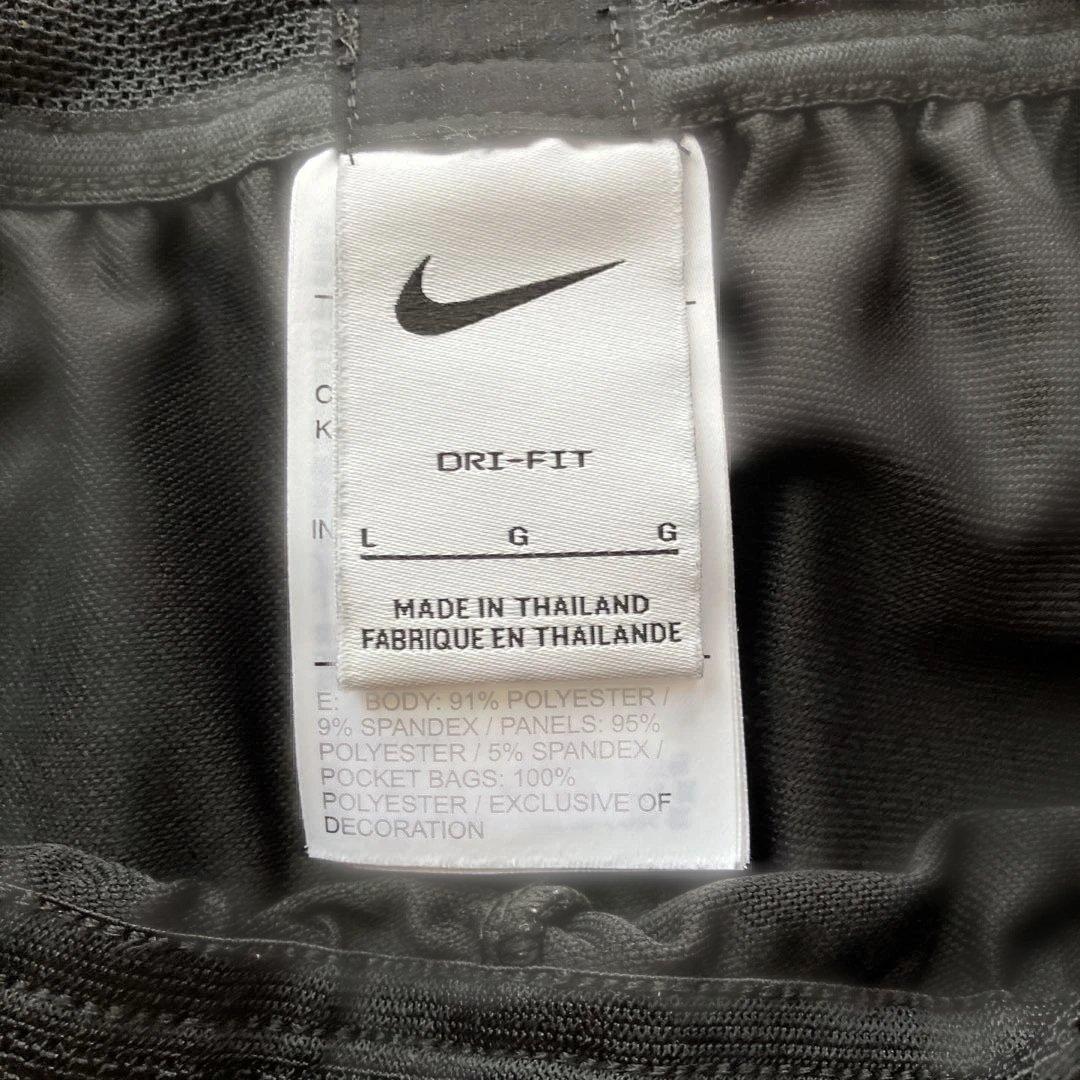 DRI-FIT
L G G
MADE IN THAILAND
FABRIQUE EN THAILANDE
C
K
IN
E: BODY: 91% POLYESTER /
9% SPANDEX / PANELS: 95%
POLYESTER / 5% SPANDEX /
POCKET BAGS: 100%
POLYESTER / EXCLUSIVE OF
DECORATION